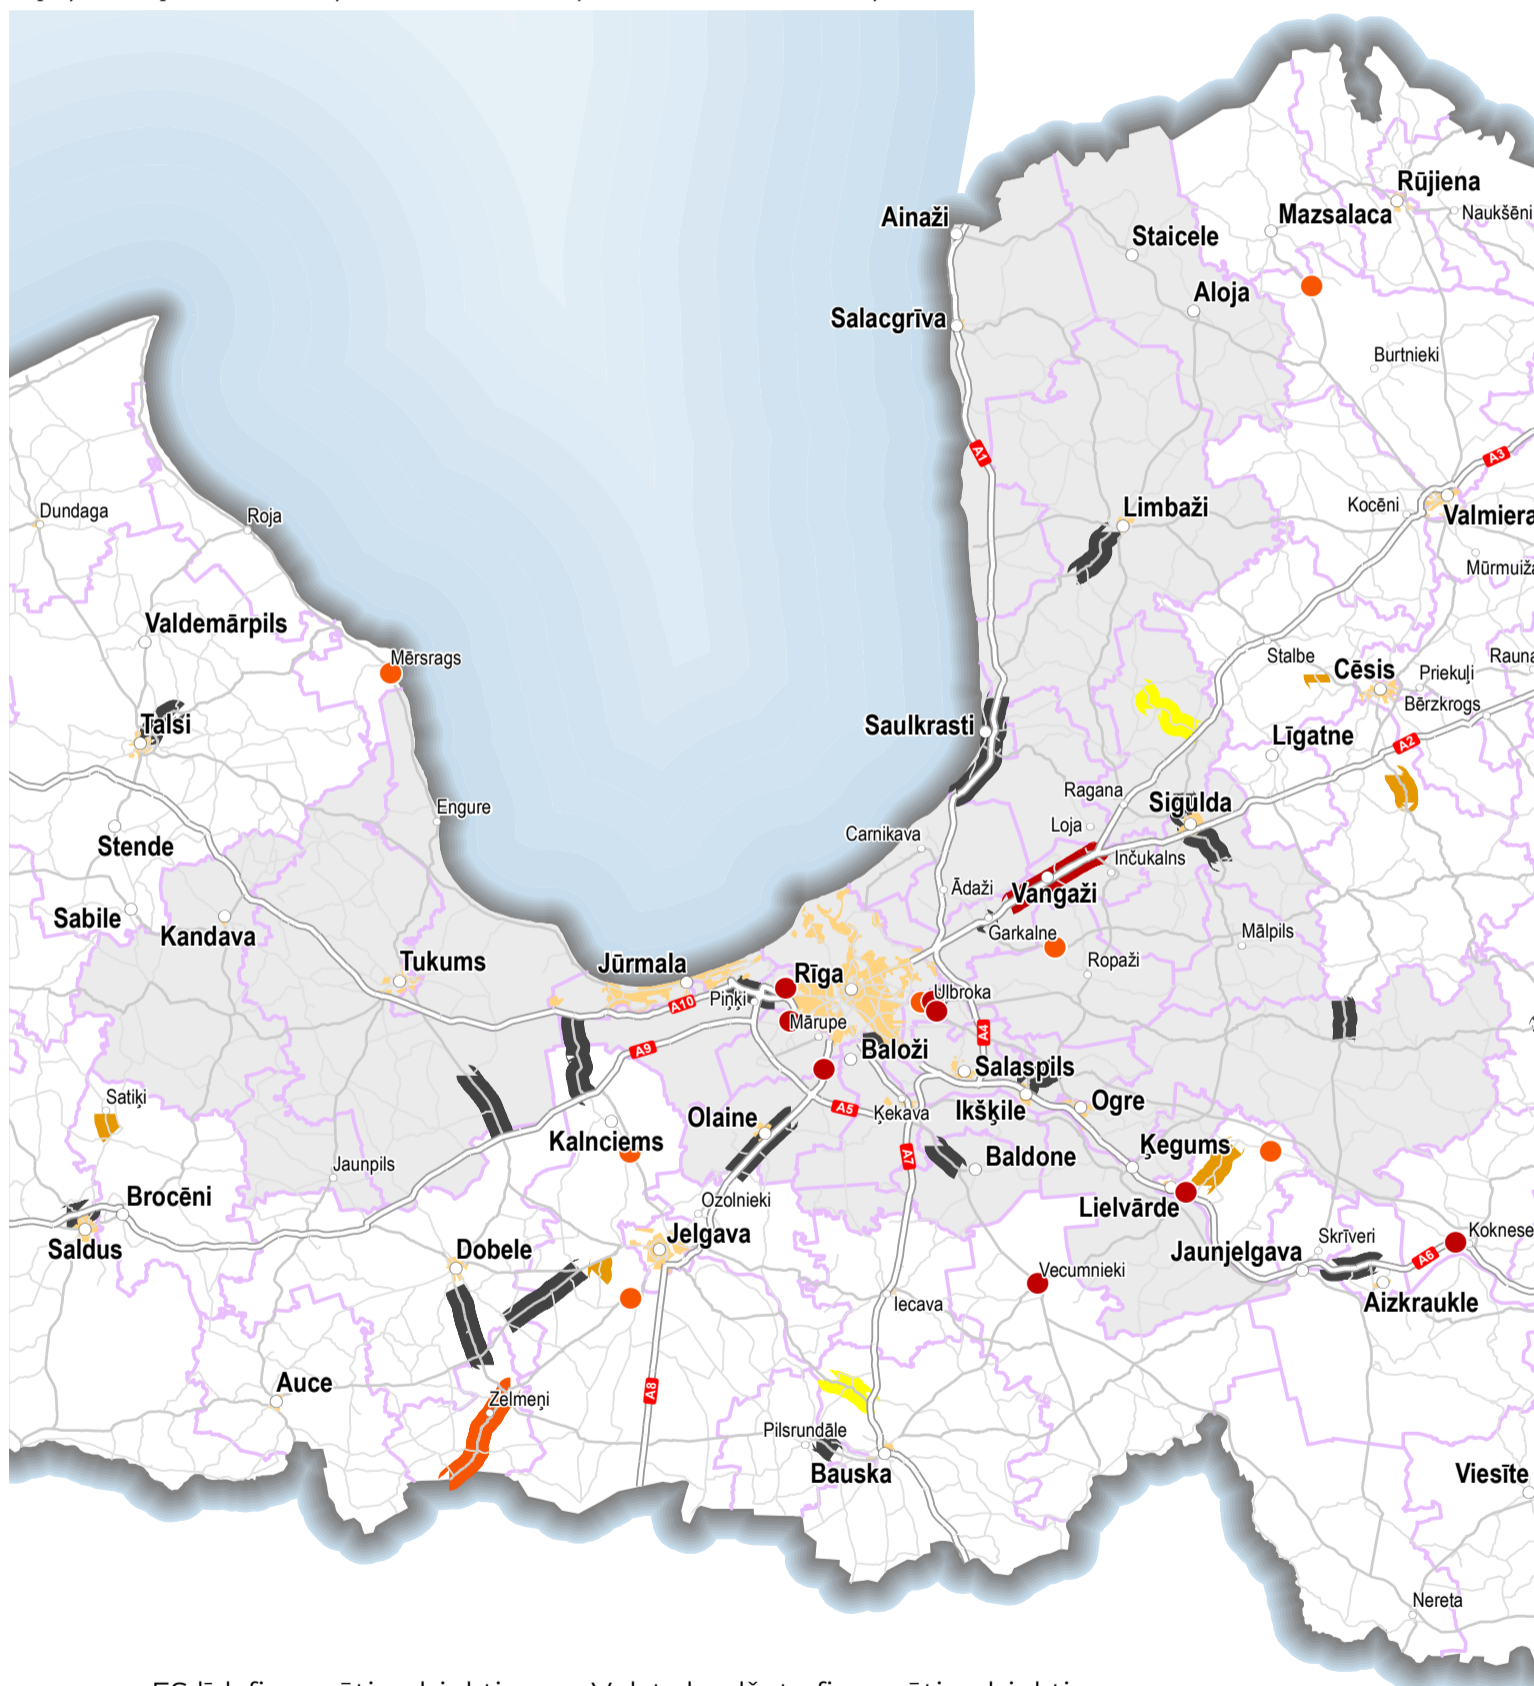 Rūjiena
Mazsalaca
Naukšēni
Ainaži
Staicele
Aloja
Salacgrīva
Burtnieki
A1
A3
Dundaga
Roja
Limbaži
Kocēni
Valmiera
Mūrmuiža
Valdemārpils
Mērsrags
Stalbe
Cēsis
Priekuļi
Rauna
Bērzkrogs
Talsi
Saulkrasti
Līgatne
A2
Engure
Ragana
Sigulda
Stende
Carnikava
Loja
Inčukalns
Sabile
Kandava
Ādaži
Vangaži
Garkalne
Mālpils
Tukums
Jūrmala
Rīga
Ropaži
Piņķi
A10
Ulbroka
Mārupe
A9
Baloži
A4
Salaspils
Satiķi
Olaine
A5
Ķekava
Ikšķile
Ogre
Kalnciems
A7
Baldone
Ķegums
Jaunpils
Brocēni
Ozolnieki
Lielvārde
Saldus
Dobele
Jelgava
Jaunjelgava
Skrīveri
A6
Koknese
Vecumnieki
Iecava
Aizkraukle
Auce
Zelmeņi
A8
Pilsrundāle
Bauska
Viesīte
Nereta